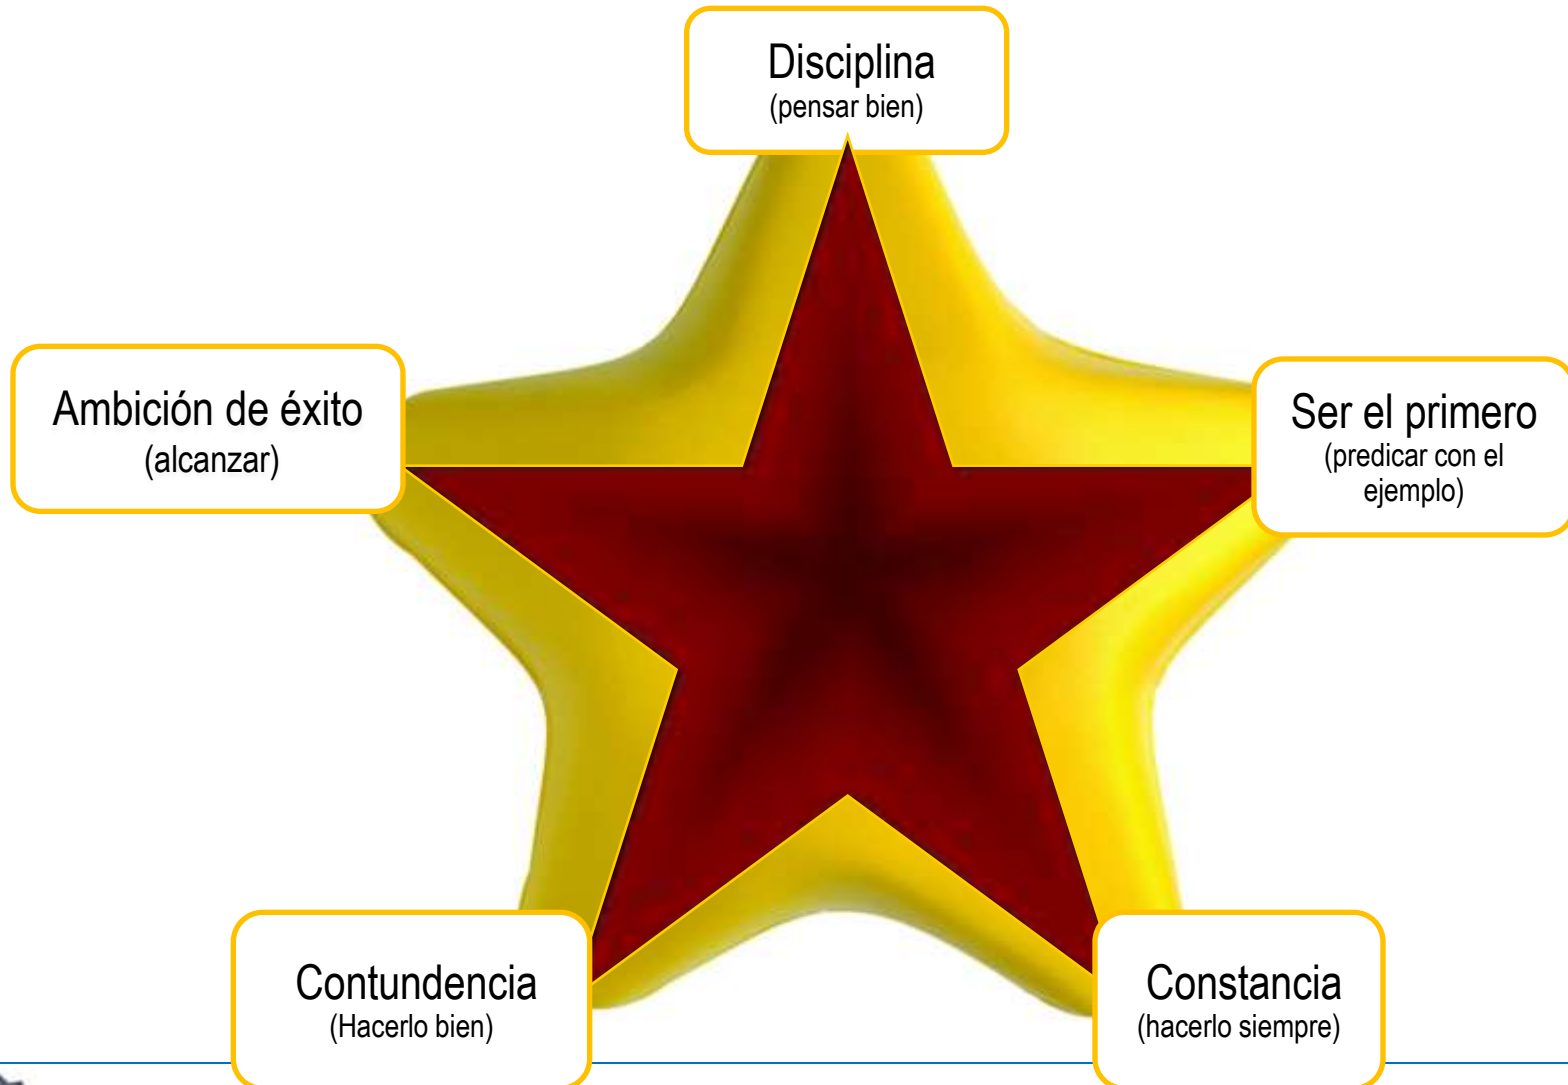 Disciplina
(pensar bien)
Ambición de éxito
(alcanzar)
Ser el primero
(predicar con el
ejemplo)
Contundencia
(Hacerlo bien)
Constancia
(hacerlo siempre)